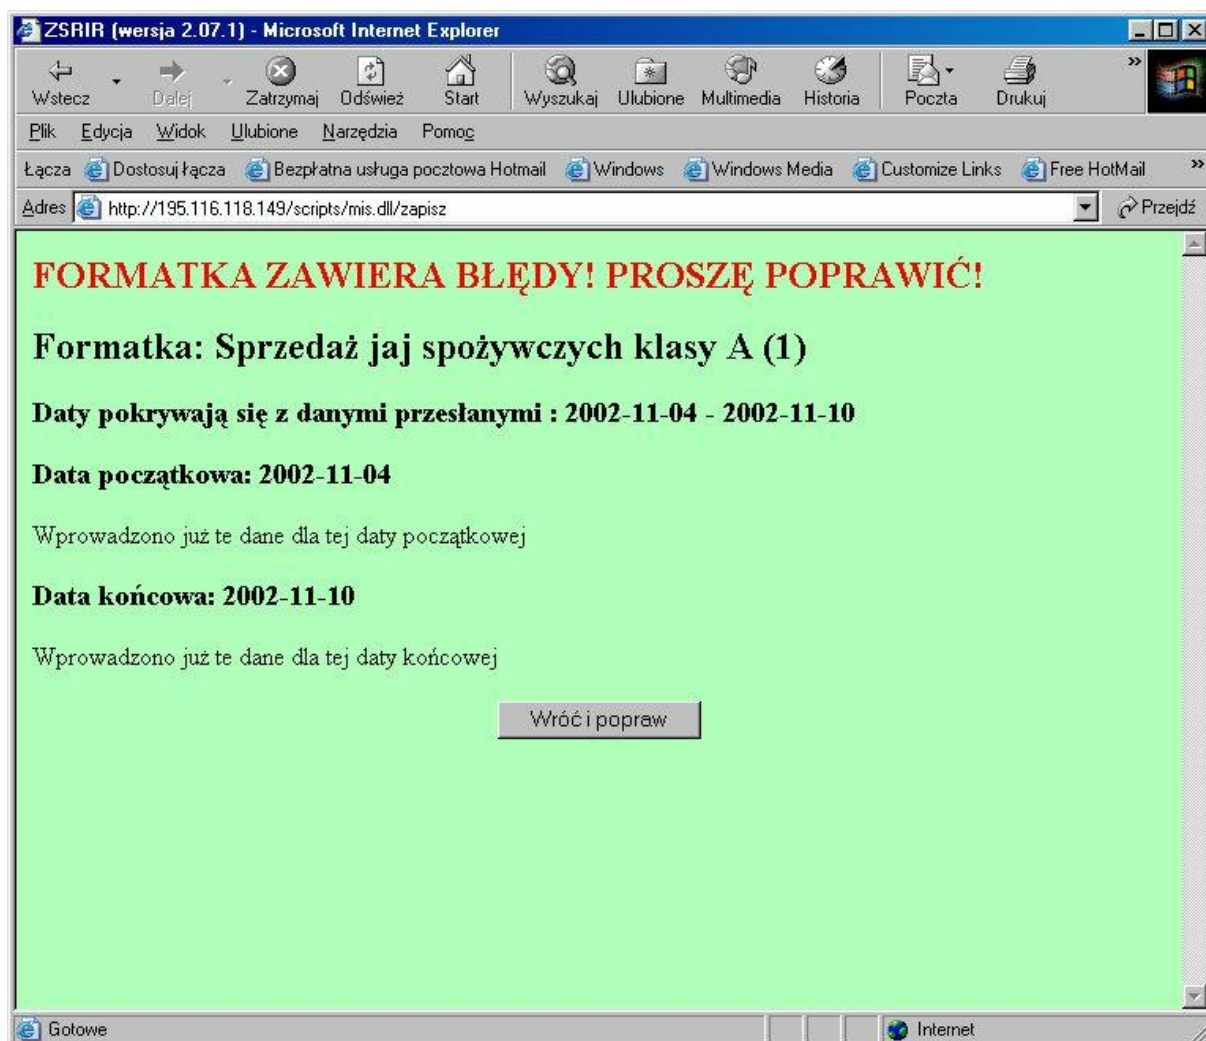 ZSRIR (wersja 2.07.1) - Microsoft Internet Explorer
Wstecz Dalej Zatrzymaj Odśwież Start Wyszukaj Ulubione Multimedia Historia Poczta Drukuj »
Plik Edycja Widok Ulubione Narzędzia Pomoc
Łącza Dostosuj łącza Bezpłatna usługa pocztowa Hotmail Windows Windows Media Customize Links Free HotMail »
Adres http://195.116.118.149/scripts/mis.dll/zapisz Przejdź
FORMATKA ZAWIERA BŁĘDY! PROSZĘ POPRAWIĆ!
Formatka: Sprzedaż jaj spożywczych klasy A (1)
Daty pokrywają się z danymi przesłanymi : 2002-11-04 - 2002-11-10
Data początkowa: 2002-11-04
Wprowadzono już te dane dla tej daty początkowej
Data końcowa: 2002-11-10
Wprowadzono już te dane dla tej daty końcowej
Wróć i popraw
Gotowe Internet